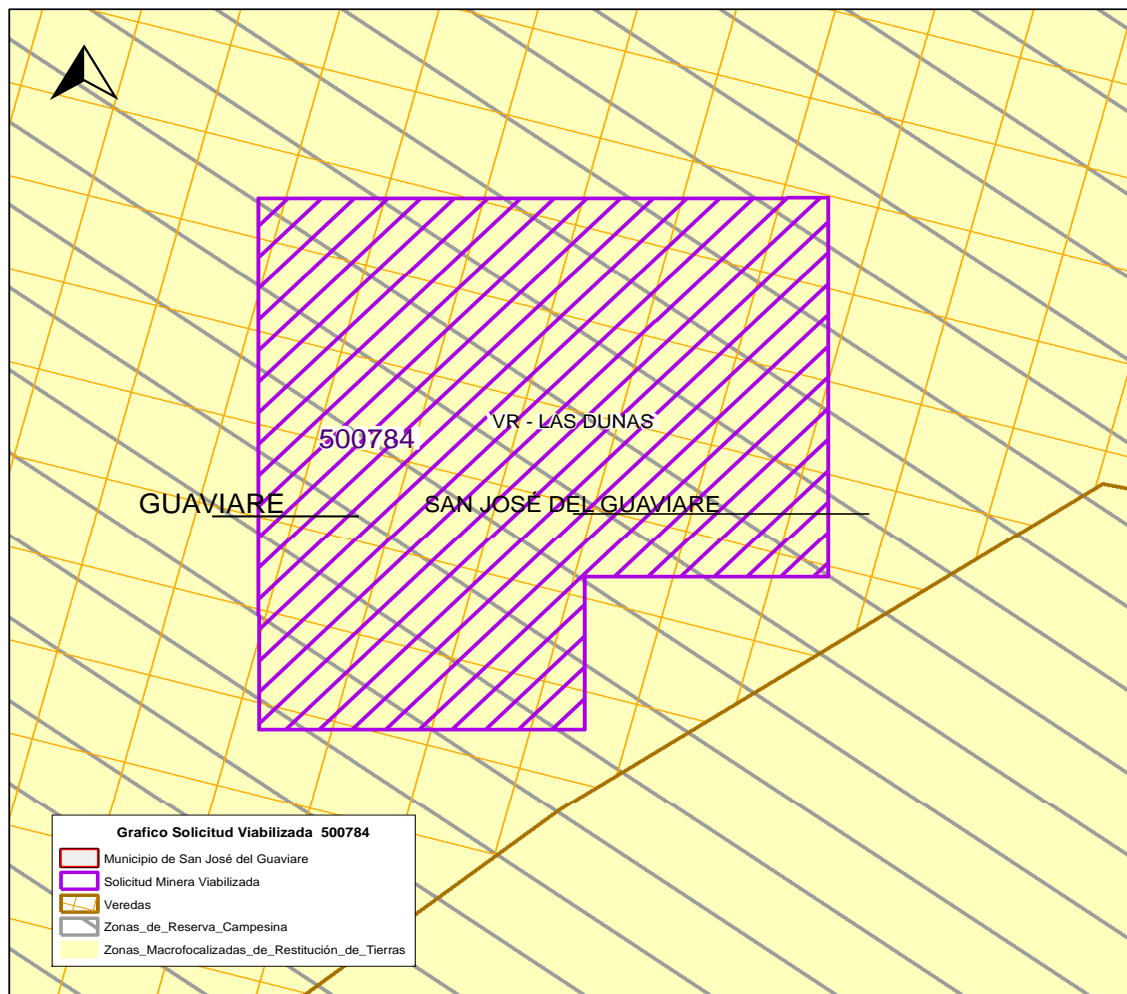 VR - LAS DUNAS
500784
GUAVIARE
SAN JOSÉ DEL GUAVIARE
Grafico Solicitud Viabilizada 500784
Municipio de San José del Guaviare
Solicitud Minera Viabilizada
Veredas
Zonas_de_Reserva_Campesina
Zonas_Macrofocalizadas_de_Restitución_de_Tierras